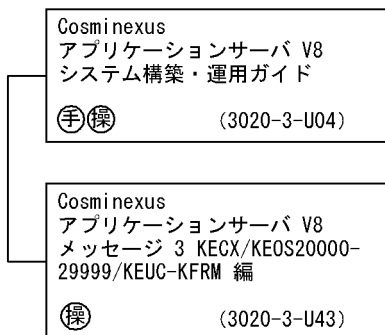 Cosminexus
アプリケーションサーバ V8
システム構築・運用ガイド
手 操 (3020-3-U04)
Cosminexus
アプリケーションサーバ V8
メッセージ 3 KECX/KEOS20000-
29999/KEUC-KFRM 編
操 (3020-3-U43)